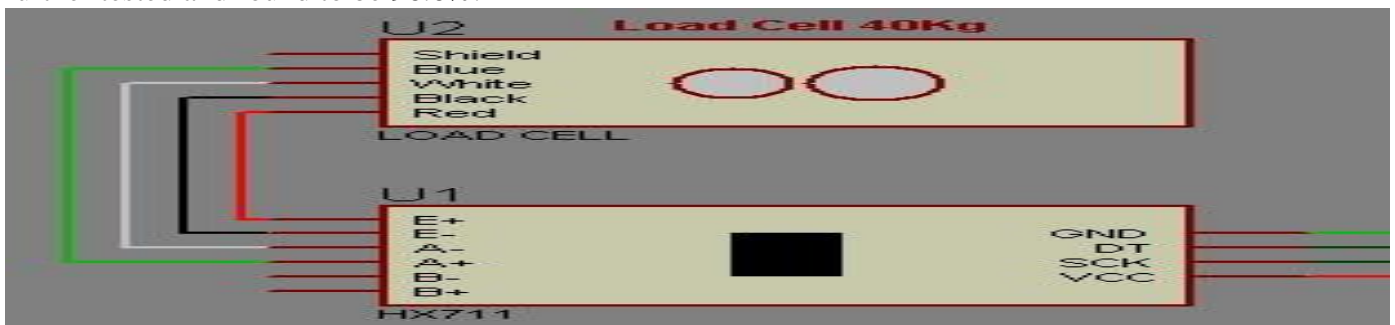 U2 Load Cell 40Kg
Shield
Blue
White
Black
Red
LOAD CELL
U1
E+
E-
A-
A+
B-
B+
GND
DT
SCK
VCC
HX711